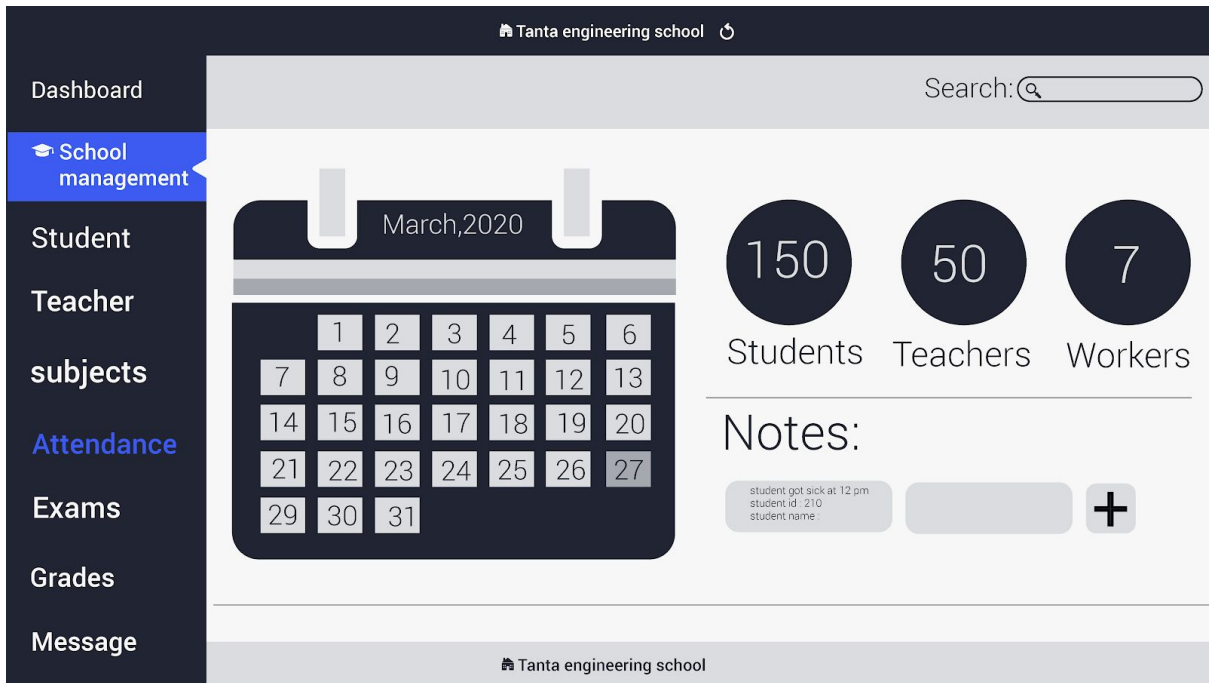 Tanta engineering school
Dashboard
Search:
School
management
Student
Teacher
subjects
Attendance
Exams
Grades
Message
March,2020
1 2 3 4 5 6
7 8 9 10 11 12 13
14 15 16 17 18 19 20
21 22 23 24 25 26 27
29 30 31
150 50 7
Students Teachers Workers
Notes:
student got sick at 12 pm
student id : 210
student name :
+
Tanta engineering school